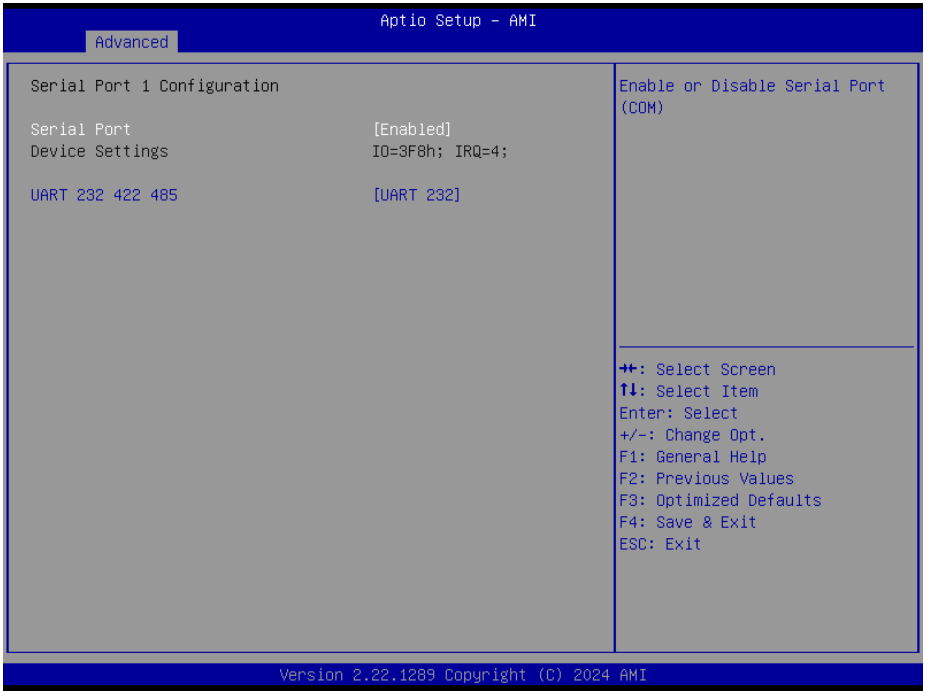 Aptio Setup - AMI
Advanced
Serial Port 1 Configuration
Serial Port [Enabled]
Device Settings IO=3F8h; IRQ=4;
UART 232 422 485 [UART 232]
Enable or Disable Serial Port
(COM)
→←: Select Screen
↑↓: Select Item
Enter: Select
+/-: Change Opt.
F1: General Help
F2: Previous Values
F3: Optimized Defaults
F4: Save & Exit
ESC: Exit
Version 2.22.1289 Copyright (C) 2024 AMI